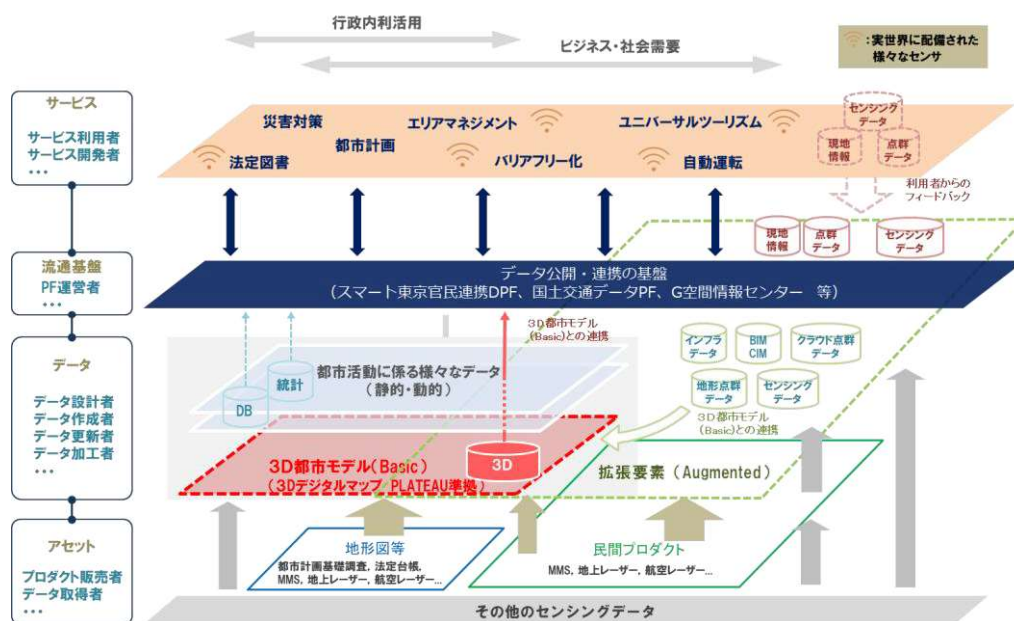 行政内利活用
ビジネス・社会需要
:実世界に配備された
様々なセンサ
サービス
サービス利用者
サービス開発者
…
災害対策
エリアマネジメント
ユニバーサルツーリズム
都市計画
法定図書
バリアフリー化
自動運転
センシング
データ
現地
情報
点群
データ
利用者からの
フィードバック
現地
情報
点群
データ
センシング
データ
流通基盤
PF運営者
…
データ公開・連携の基盤
(スマート東京官民連携DPF、国土交通データPF、G空間情報センター 等)
データ
データ設計者
データ作成者
データ更新者
データ加工者
…
3D都市モデル
(Basic)との連携
都市活動に係る様々なデータ
(静的・動的)
統計
DB
インフラ
データ
BIM
CIM
クラウド点群
データ
地形点群
データ
センシング
データ
3D都市モデル
(Basic)との連携
3D
3D都市モデル(Basic)
(3Dデジタルマップ PLATEAU準拠)
拡張要素(Augmented)
アセット
プロダクト販売者
データ取得者
…
地形図等
都市計画基礎調査, 法定台帳,
MMS, 地上レーザー, 航空レーザー…
民間プロダクト
MMS, 地上レーザー, 航空レーザー…
その他のセンシングデータ